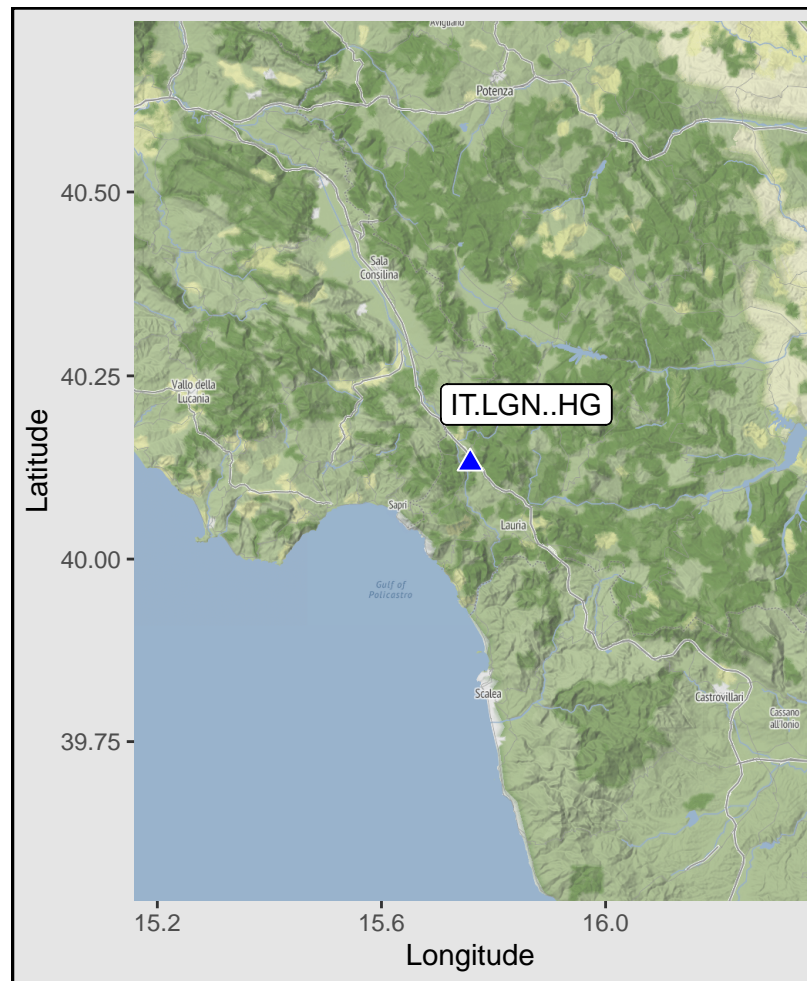 Avigliano
Potenza
40.50
Sala
Consilina
40.25
Vallo della
Lucania
IT.LGN..HG
Latitude
Sapri
Lauria
40.00
Gulf of
Policastro
Scalea
Castrovillari
Cassano
all'Ionio
39.75
15.2
15.6
16.0
Longitude